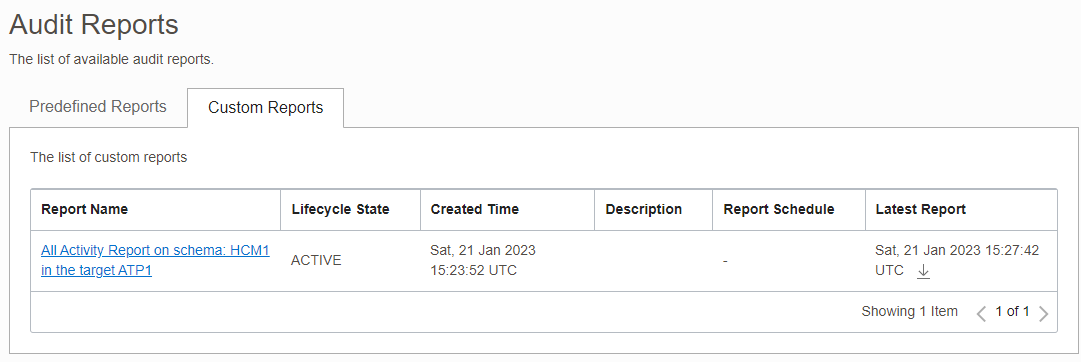 Audit Reports
The list of available audit reports.
Predefined Reports
Custom Reports
The list of custom reports
Report Name
Lifecycle State
Created Time
Description
Report Schedule
Latest Report
All Activity Report on schema: HCM1
in the target ATP1
ACTIVE
Sat, 21 Jan 2023
15:23:52 UTC
-
Sat, 21 Jan 2023 15:27:42
UTC
Showing 1 Item
1 of 1